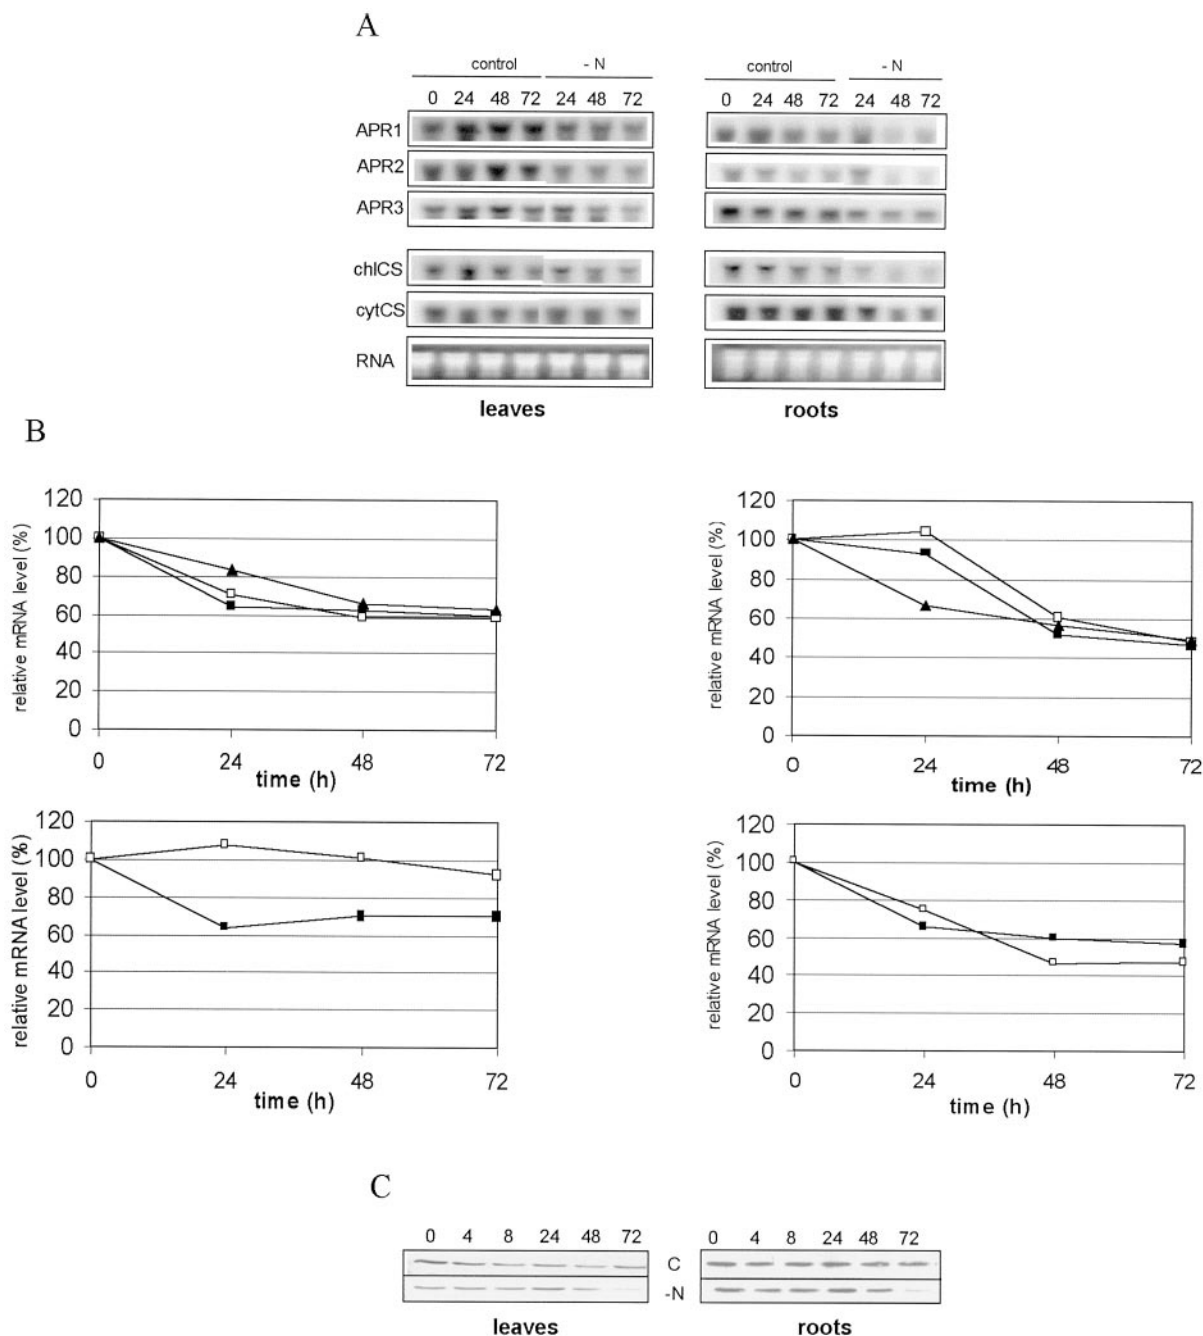 A
control - N
0 24 48 72 24 48 72
control - N
0 24 48 72 24 48 72
APR1
APR2
APR3
chlCS
cytCS
RNA
leaves
roots
B
relative mRNA level (%)
120
100
80
60
40
20
0
0 24 48 72
time (h)
relative mRNA level (%)
120
100
80
60
40
20
0
0 24 48 72
time (h)
relative mRNA level (%)
120
100
80
60
40
20
0
0 24 48 72
time (h)
relative mRNA level (%)
120
100
80
60
40
20
0
0 24 48 72
time (h)
C
0 4 8 24 48 72
0 4 8 24 48 72
C
-N
leaves
roots